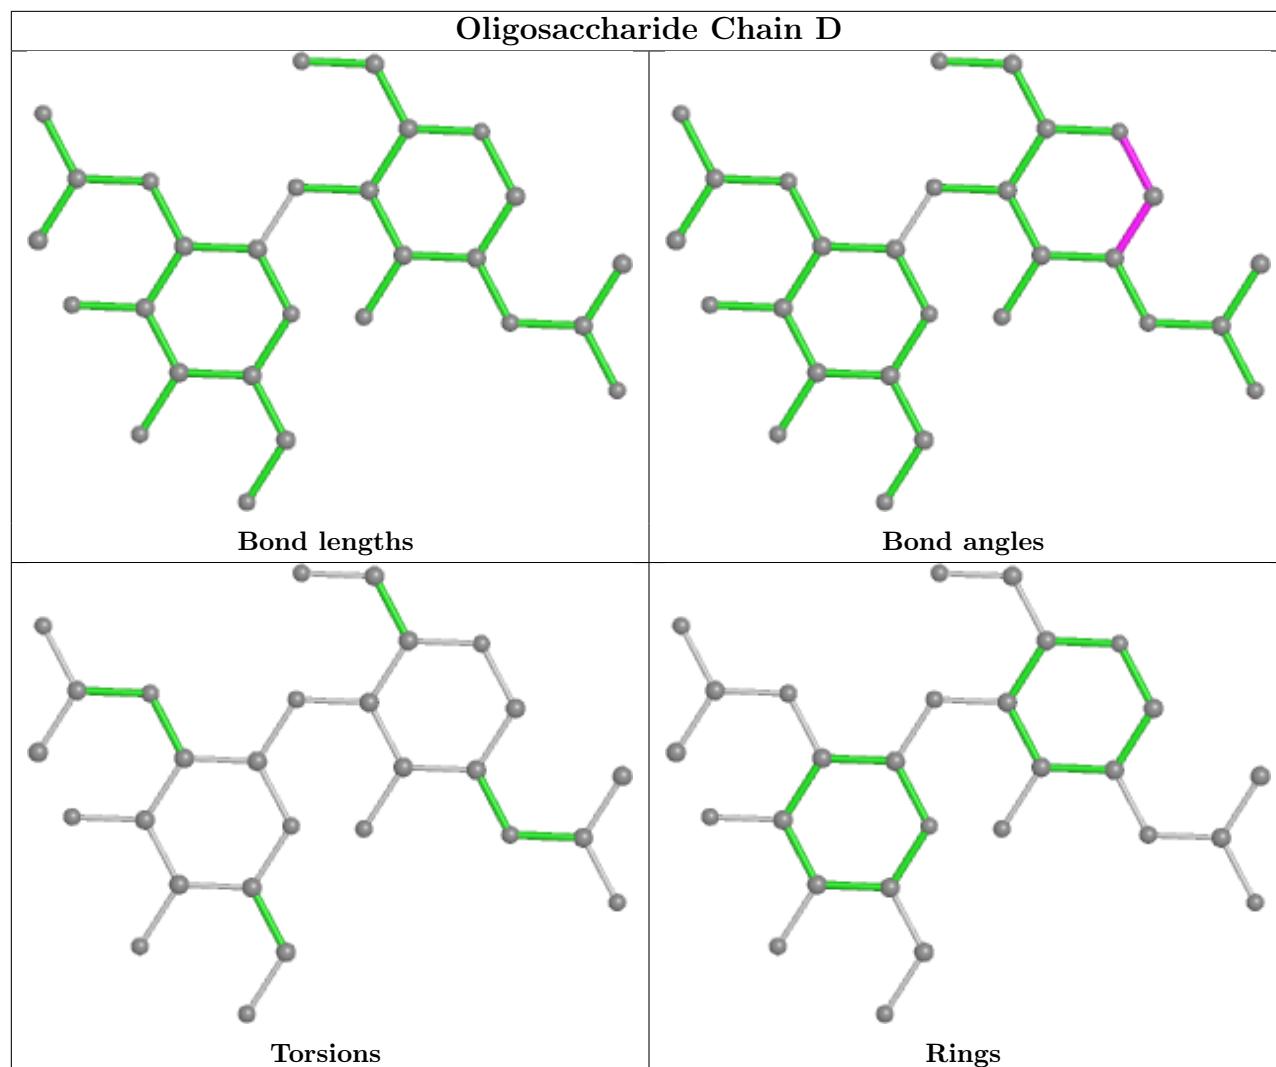 Oligosaccharide Chain D
Bond lengths
Bond angles
Torsions
Rings